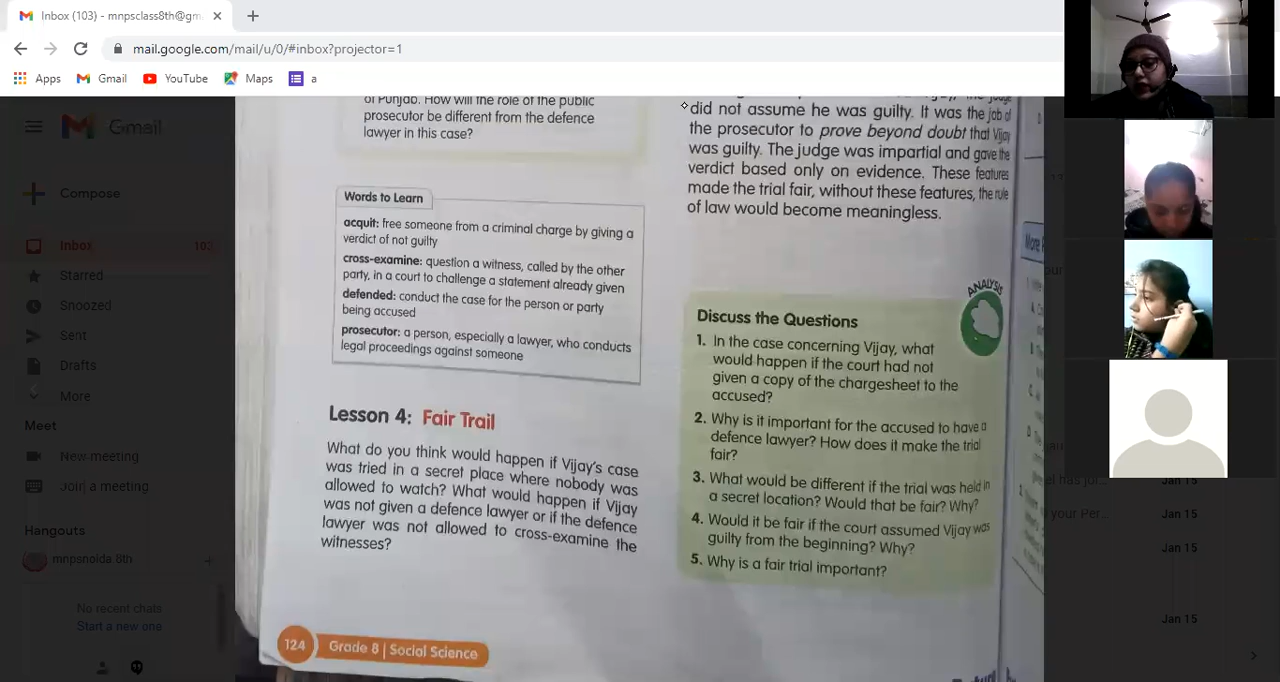 Inbox (103) - mnpsclass8th@gm
mail.google.com/mail/u/0/#inbox?projector=1
Apps
Gmail
YouTube
Maps
a
Gmail
Compose
Inbox
103
Starred
Snoozed
Sent
Drafts
More
Meet
New meeting
Join a meeting
Hangouts
mnpsnoida 8th
No recent chats
Start a new one
of Punjab. How will the role of the public
prosecutor be different from the defence
lawyer in this case?
Words to Learn
acquit: free someone from a criminal charge by giving a
verdict of not guilty
cross-examine: question a witness, called by the other
party, in a court to challenge a statement already given
defended: conduct the case for the person or party
being accused
prosecutor: a person, especially a lawyer, who conducts
legal proceedings against someone
Lesson 4: Fair Trail
What do you think would happen if Vijay's case
was tried in a secret place where nobody was
allowed to watch? What would happen if Vijay
was not given a defence lawyer or if the defence
lawyer was not allowed to cross-examine the
witnesses?
124
Grade 8 | Social Science
judge
did not assume he was guilty. It was the job of
the prosecutor to prove beyond doubt that Vijay
was guilty. The judge was impartial and gave the
verdict based only on evidence. These features
made the trial fair, without these features, the rule
of law would become meaningless.
ANALYSIS
Discuss the Questions
1. In the case concerning Vijay, what
would happen if the court had not
given a copy of the chargesheet to the
accused?
2. Why is it important for the accused to have a
defence lawyer? How does it make the trial
fair?
3. What would be different if the trial was held in
a secret location? Would that be fair? Why?
4. Would it be fair if the court assumed Vijay was
guilty from the beginning? Why?
5. Why is a fair trial important?
Jan 15
Jan 15
Jan 15
Jan 15